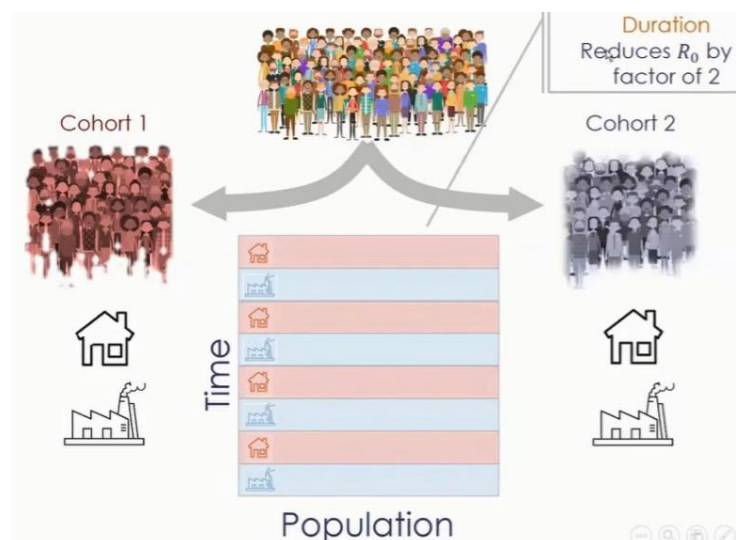 Duration
Reduces R₀ by
factor of 2
Cohort 1
Cohort 2
Time
Population